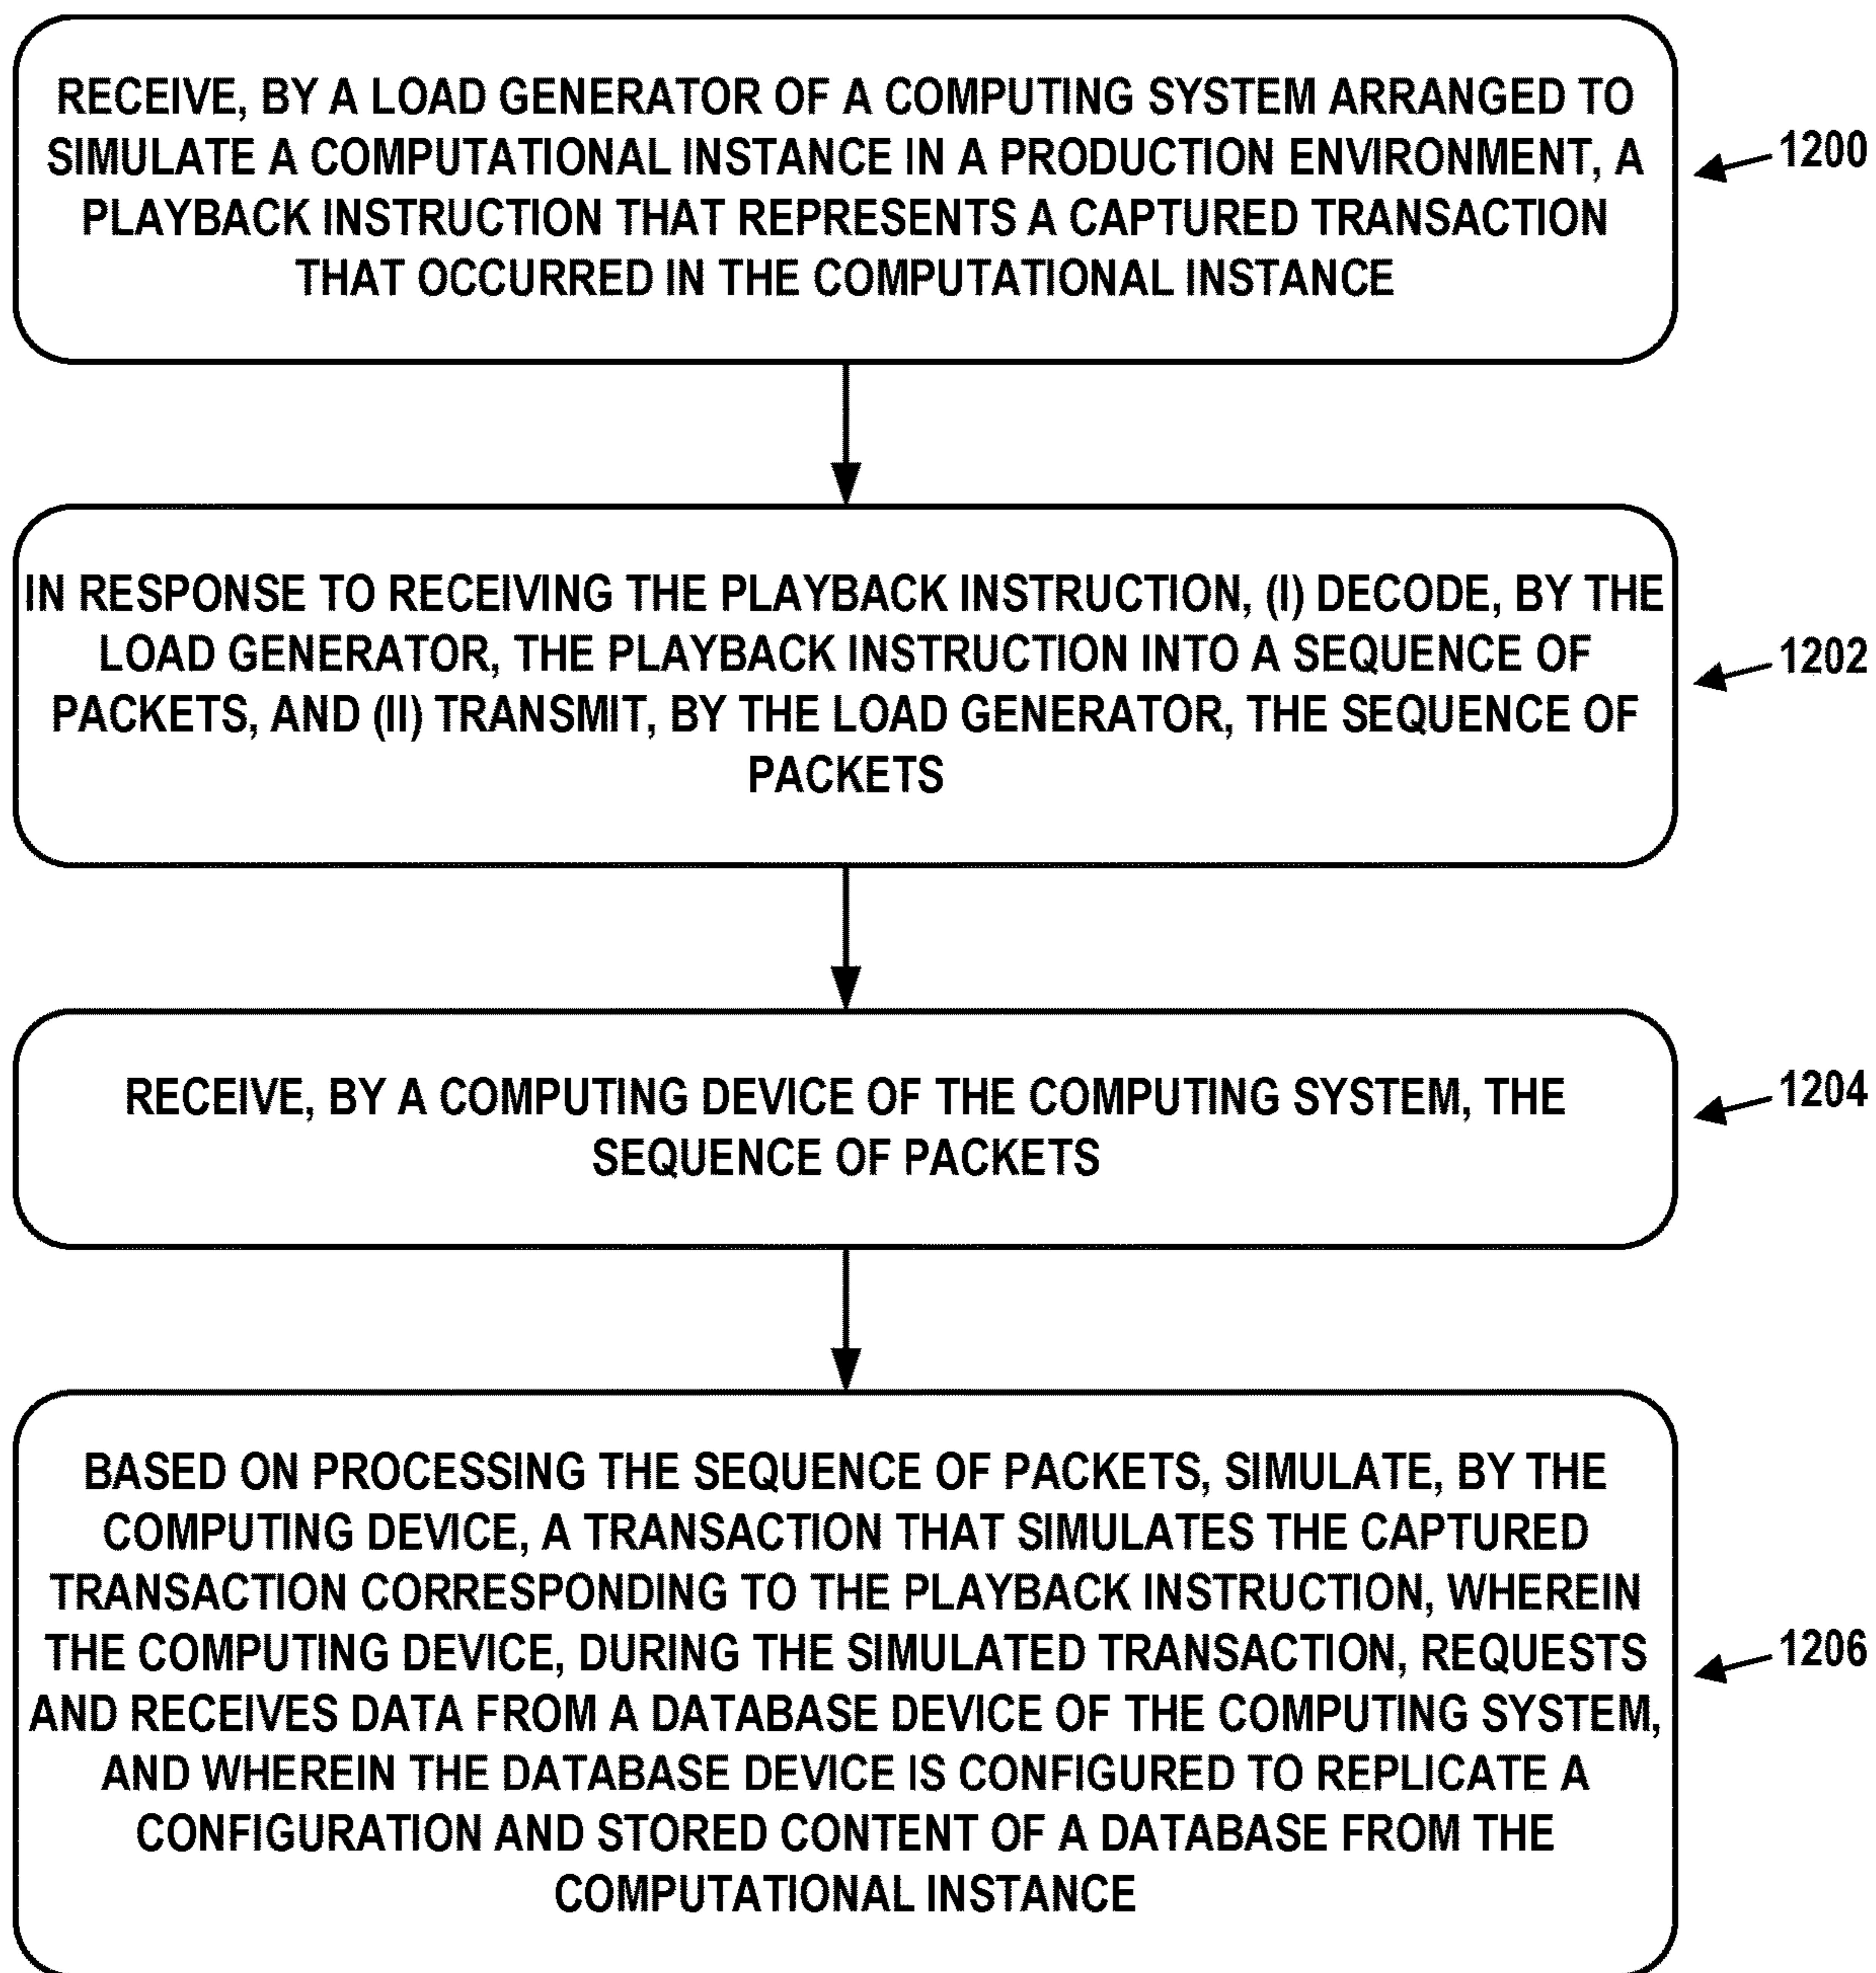 RECEIVE, BY A LOAD GENERATOR OF A COMPUTING SYSTEM ARRANGED TO
SIMULATE A COMPUTATIONAL INSTANCE IN A PRODUCTION ENVIRONMENT, A
PLAYBACK INSTRUCTION THAT REPRESENTS A CAPTURED TRANSACTION
THAT OCCURRED IN THE COMPUTATIONAL INSTANCE
1200
IN RESPONSE TO RECEIVING THE PLAYBACK INSTRUCTION, (I) DECODE, BY THE
LOAD GENERATOR, THE PLAYBACK INSTRUCTION INTO A SEQUENCE OF
PACKETS, AND (II) TRANSMIT, BY THE LOAD GENERATOR, THE SEQUENCE OF
PACKETS
1202
RECEIVE, BY A COMPUTING DEVICE OF THE COMPUTING SYSTEM, THE
SEQUENCE OF PACKETS
1204
BASED ON PROCESSING THE SEQUENCE OF PACKETS, SIMULATE, BY THE
COMPUTING DEVICE, A TRANSACTION THAT SIMULATES THE CAPTURED
TRANSACTION CORRESPONDING TO THE PLAYBACK INSTRUCTION, WHEREIN
THE COMPUTING DEVICE, DURING THE SIMULATED TRANSACTION, REQUESTS
AND RECEIVES DATA FROM A DATABASE DEVICE OF THE COMPUTING SYSTEM,
AND WHEREIN THE DATABASE DEVICE IS CONFIGURED TO REPLICATE A
CONFIGURATION AND STORED CONTENT OF A DATABASE FROM THE
COMPUTATIONAL INSTANCE
1206